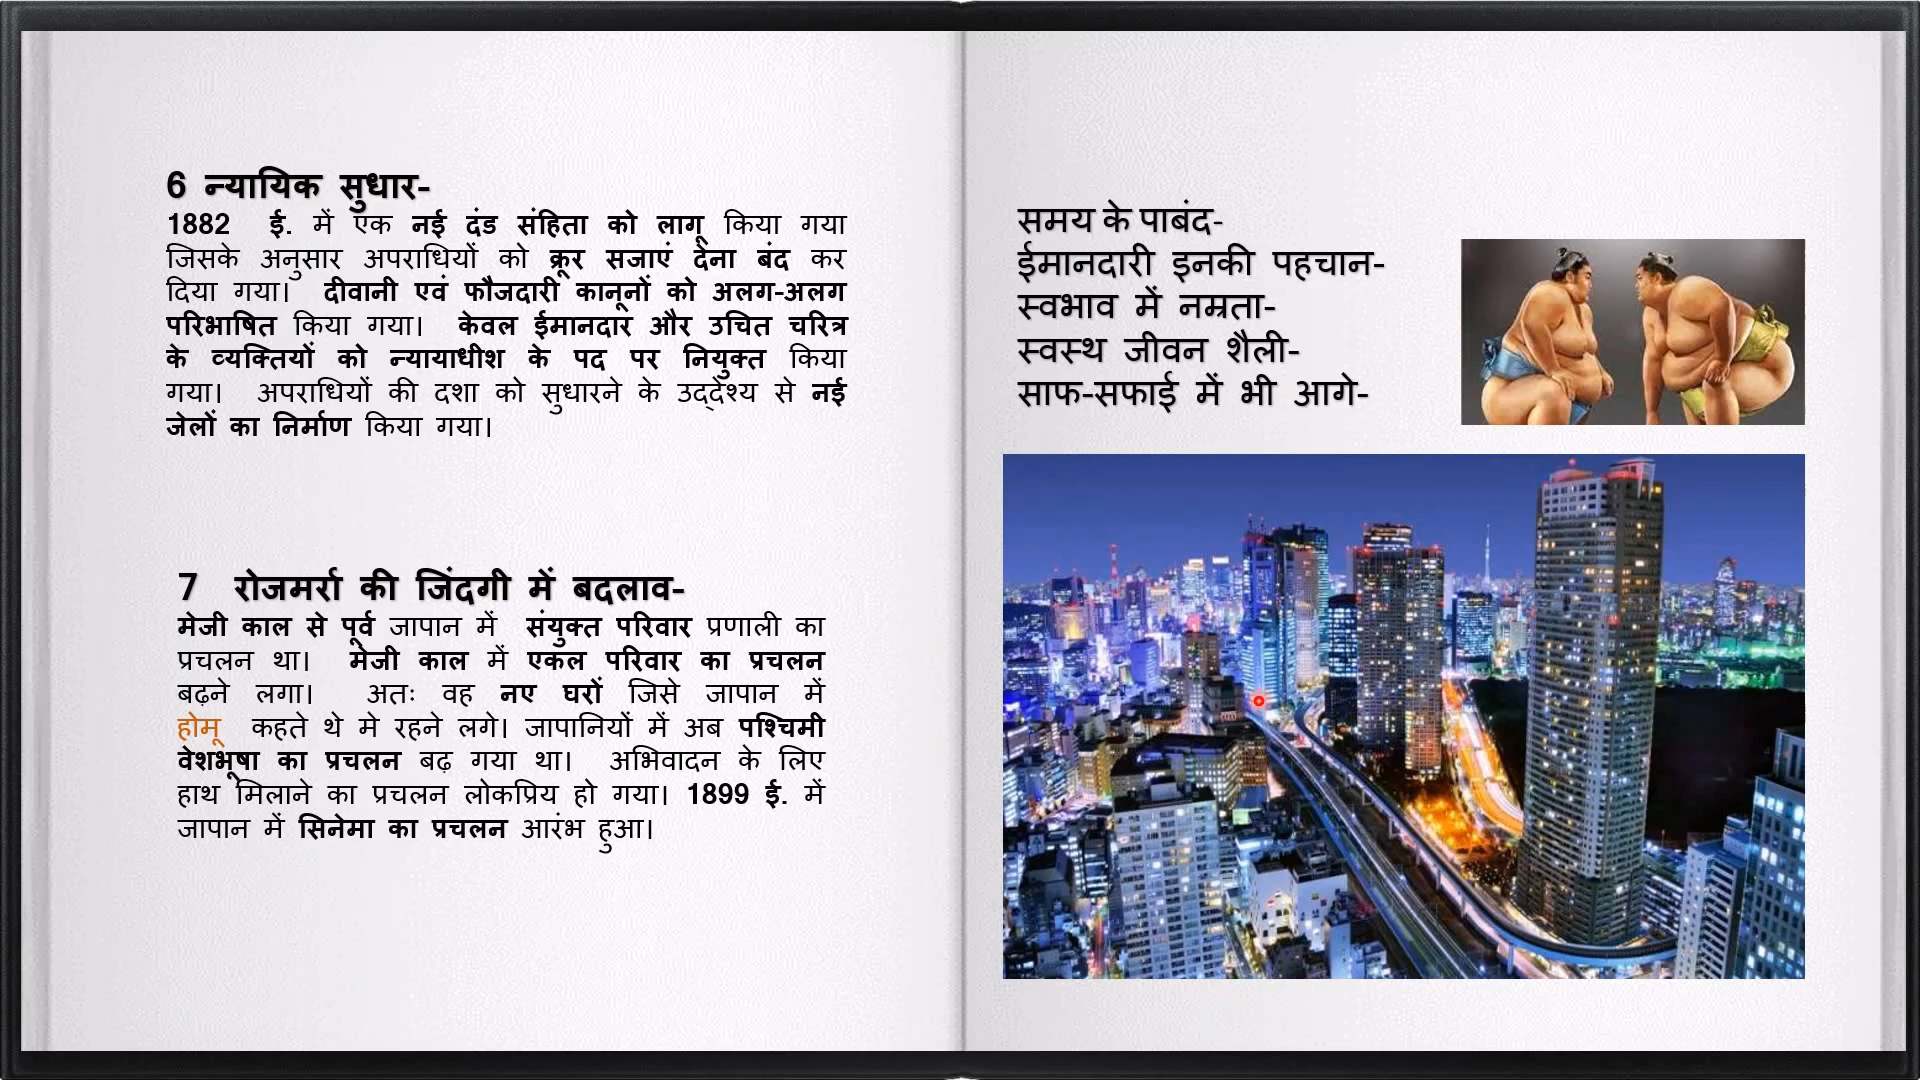 6 न्यायिक सुधार-
1882 ई. में एक नई दंड संहिता को लागू किया गया
जिसके अनुसार अपराधियों को क्रूर सजाएं देना बंद कर
दिया गया। दीवानी एवं फौजदारी कानूनों को अलग-अलग
परिभाषित किया गया। केवल ईमानदार और उचित चरित्र
के व्यक्तियों को न्यायाधीश के पद पर नियुक्त किया
गया। अपराधियों की दशा को सुधारने के उद्देश्य से नई
जेलों का निर्माण किया गया।
7 रोजमर्रा की जिंदगी में बदलाव-
मेजी काल से पूर्व जापान में संयुक्त परिवार प्रणाली का
प्रचलन था। मेजी काल में एकल परिवार का प्रचलन
बढ़ने लगा। अतः वह नए घरों जिसे जापान में
होमू कहते थे मे रहने लगे। जापानियों में अब पश्चिमी
वेशभूषा का प्रचलन बढ़ गया था। अभिवादन के लिए
हाथ मिलाने का प्रचलन लोकप्रिय हो गया। 1899 ई. में
जापान में सिनेमा का प्रचलन आरंभ हुआ।
समय के पाबंद-
ईमानदारी इनकी पहचान-
स्वभाव में नम्रता-
स्वस्थ जीवन शैली-
साफ-सफाई में भी आगे-